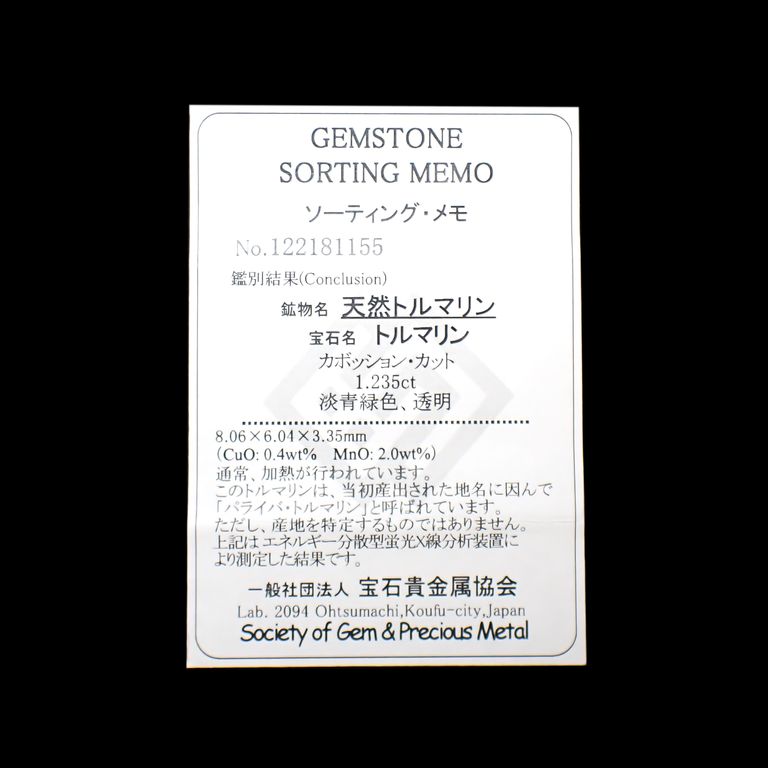 GEMSTONE
SORTING MEMO
ソーティング・メモ
No.122181155
鑑別結果(Conclusion)
鉱物名 天然トルマリン
宝石名 トルマリン
カボッション・カット
1.235ct
淡青緑色、透明
8.06×6.04×3.35mm
(CuO: 0.4wt% MnO: 2.0wt%)
通常、加熱が行われています。
このトルマリンは、当初産出された地名に因んで
「パライバ・トルマリン」と呼ばれています。
ただし、産地を特定するものではありません。
上記はエネルギー分散型蛍光X線分析装置に
より測定した結果です。
一般社団法人 宝石貴金属協会
Lab. 2094 Ohtsumachi,Koufu-city,Japan
Society of Gem & Precious Metal